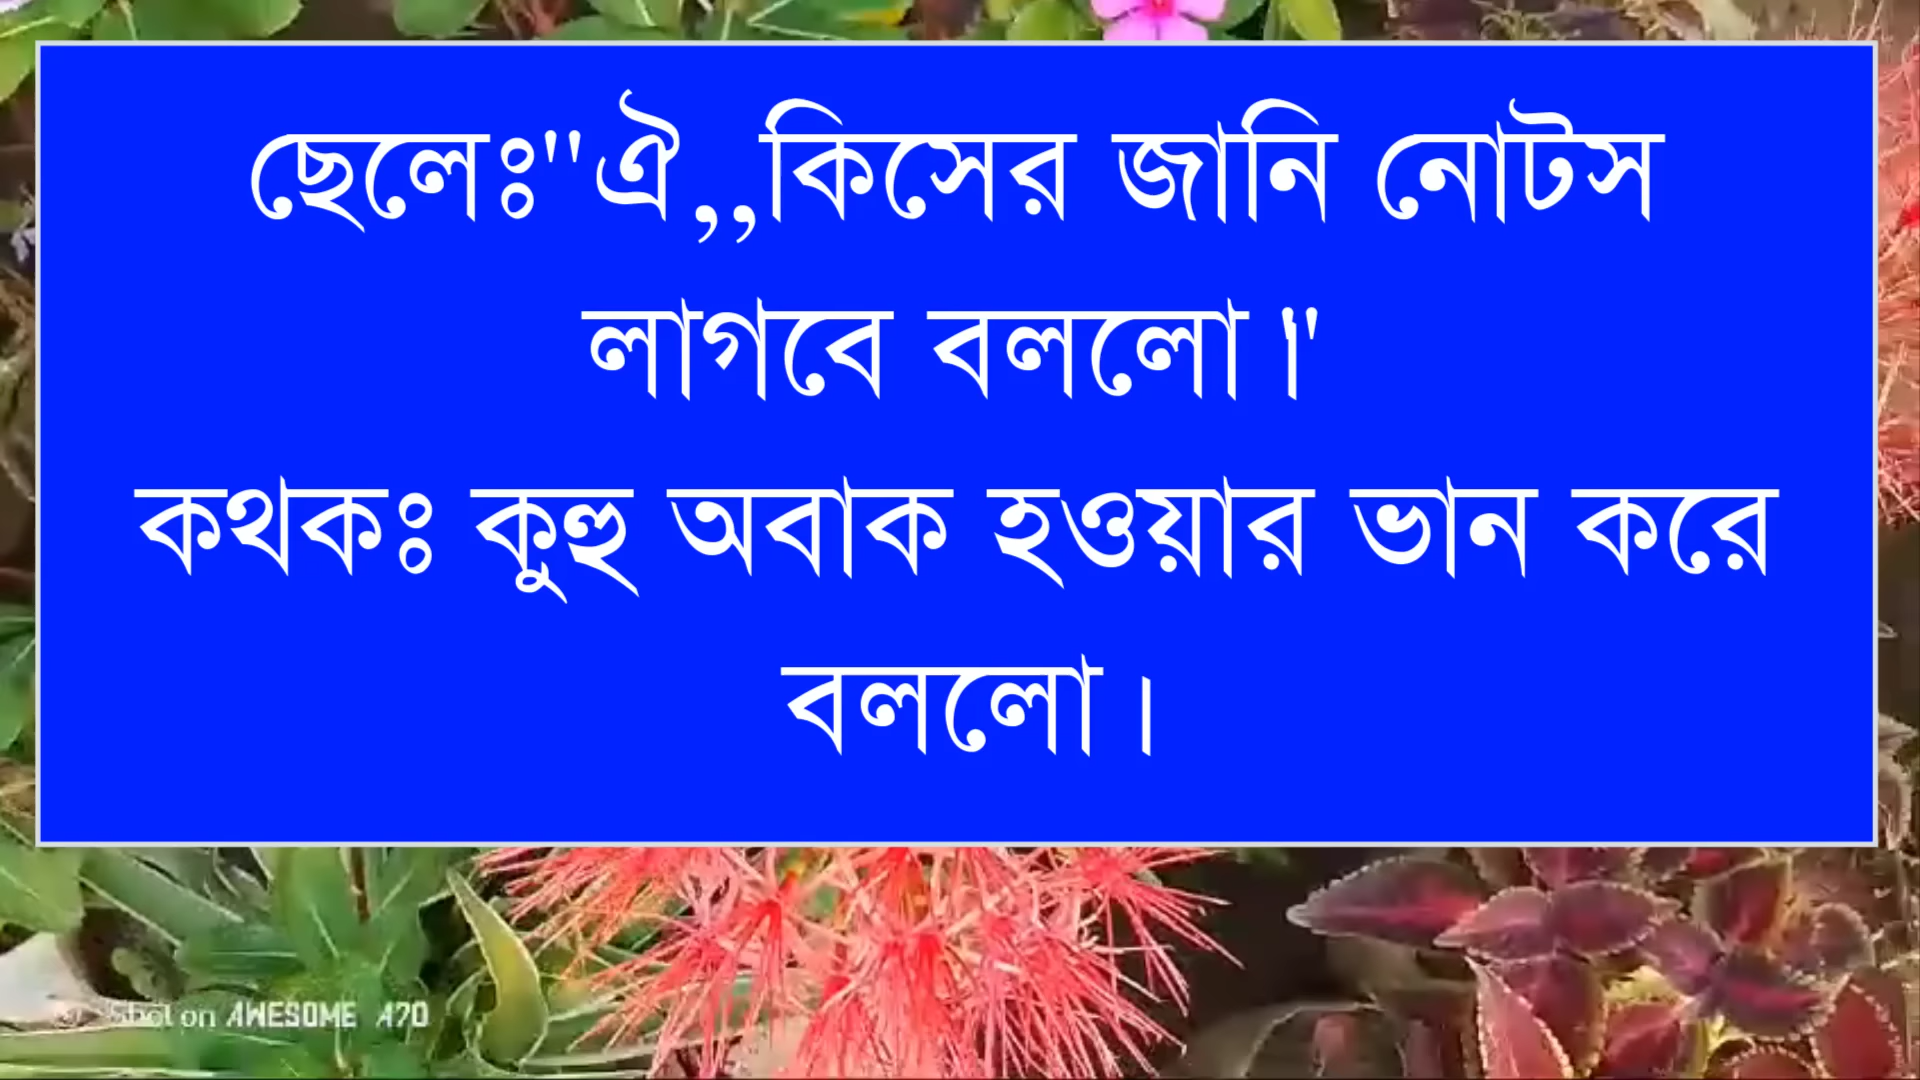 ছেলেঃ"ঐ,,কিসের জানি নোটস
লাগবে বললো।"
কথকঃ কুহু অবাক হওয়ার ভান করে
বললো।
Shot on AWESOME A70